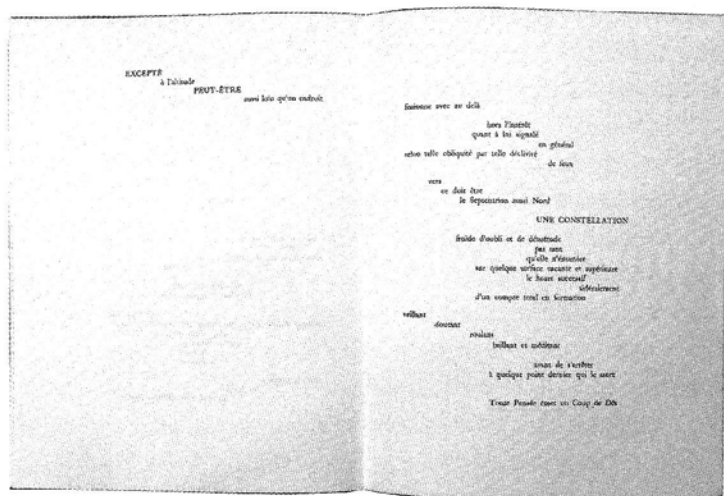 EXCEPTÉ
à l'altitude
PEUT-ÊTRE
aussi loin qu'un endroit
fusionne avec au delà
hors l'intérêt
quant à lui signalé
en général
selon telle obliquité par telle déclivité
de feux
vers
ce doit être
le Septentrion aussi Nord
UNE CONSTELLATION
froide d'oubli et de désuétude
pas tant
qu'elle n'énumère
sur quelque surface vacante et supérieure
le heurt successif
sidéralement
d'un compte total en formation
veillant
doutant
roulant
brillant et méditant
avant de s'arrêter
à quelque point dernier qui le sacre
Toute Pensée émet un Coup de Dés